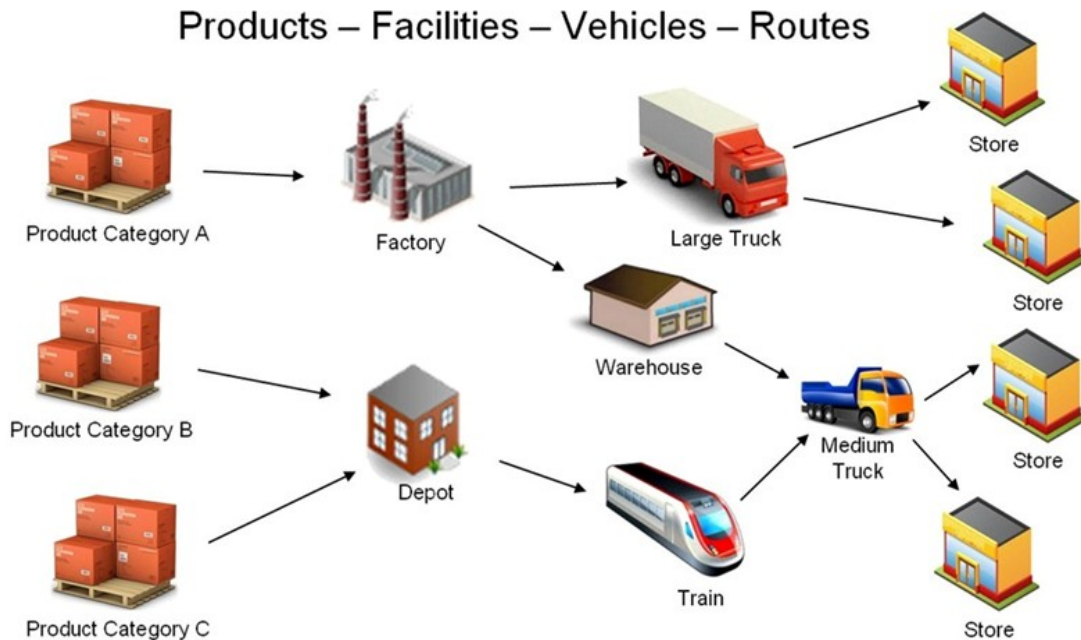 Products – Facilities – Vehicles – Routes
Store
Product Category A
Factory
Large Truck
Store
Warehouse
Product Category B
Medium
Truck
Store
Depot
Train
Product Category C
Store